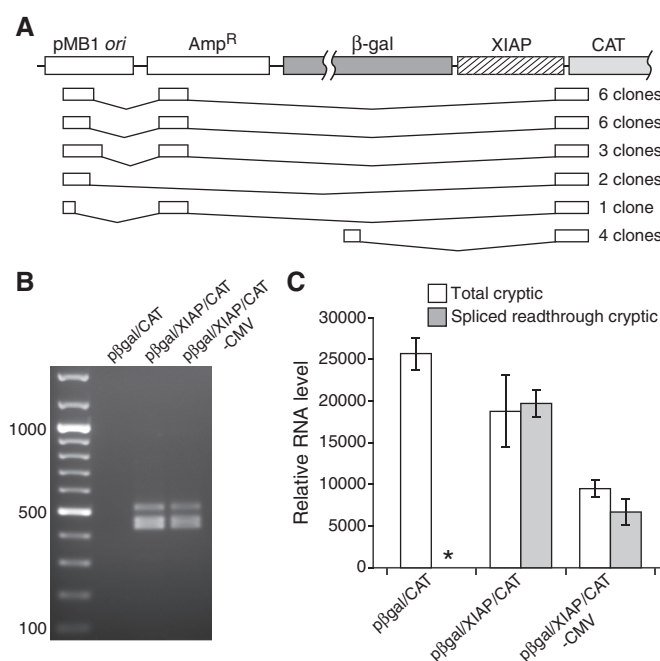 A
pMB1 ori
Amp^R
β-gal
XIAP
CAT
6 clones
6 clones
3 clones
2 clones
1 clone
4 clones
B
pβgal/CAT
pβgal/XIAP/CAT
pβgal/XIAP/CAT
-CMV
1000
500
100
C
Total cryptic
Spliced readthrough cryptic
Relative RNA level
30000
25000
20000
15000
10000
5000
0
*
pβgal/CAT
pβgal/XIAP/CAT
pβgal/XIAP/CAT
-CMV